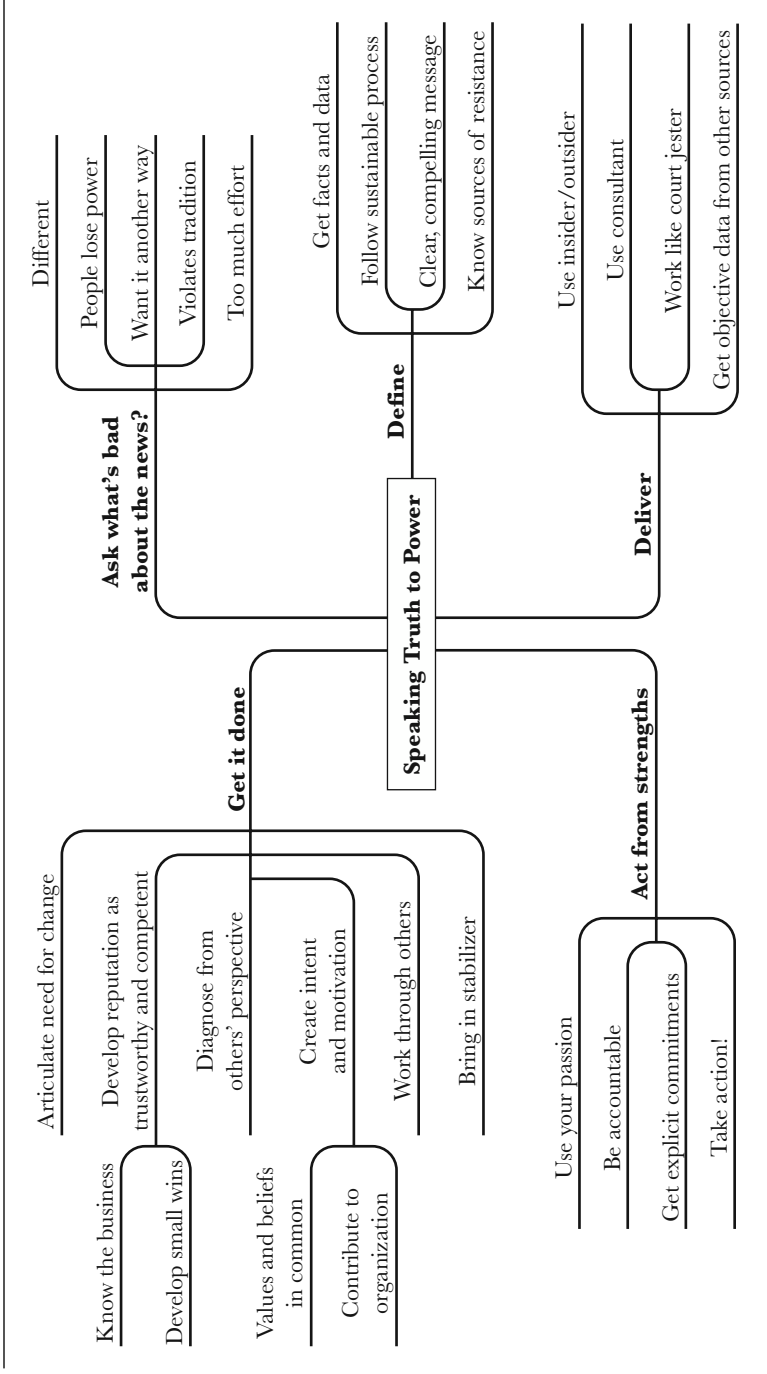 Speaking Truth to Power
Ask what's bad
about the news?
Different
People lose power
Want it another way
Violates tradition
Too much effort
Define
Get facts and data
Follow sustainable process
Clear, compelling message
Know sources of resistance
Deliver
Use insider/outsider
Use consultant
Work like court jester
Get objective data from other sources
Get it done
Articulate need for change
Develop reputation as
trustworthy and competent
Know the business
Develop small wins
Diagnose from
others' perspective
Create intent
and motivation
Values and beliefs
in common
Contribute to
organization
Work through others
Bring in stabilizer
Act from strengths
Use your passion
Be accountable
Get explicit commitments
Take action!